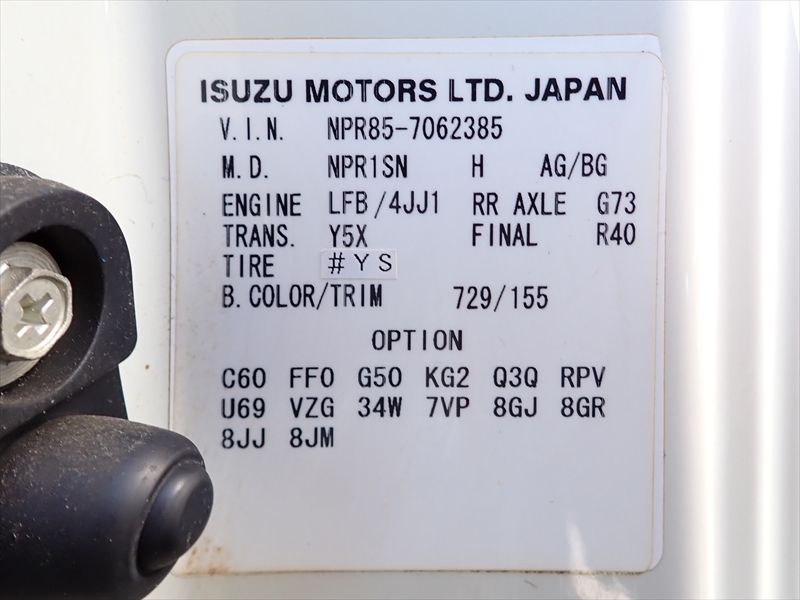 ISUZU MOTORS LTD. JAPAN
V.I.N. NPR85-7062385
M.D. NPR1SN H AG/BG
ENGINE LFB/4JJ1 RR AXLE G73
TRANS. Y5X FINAL R40
TIRE #YS
B.COLOR/TRIM 729/155
OPTION
C60 FF0 G50 KG2 Q3Q RPV
U69 VZG 34W 7VP 8GJ 8GR
8JJ 8JM